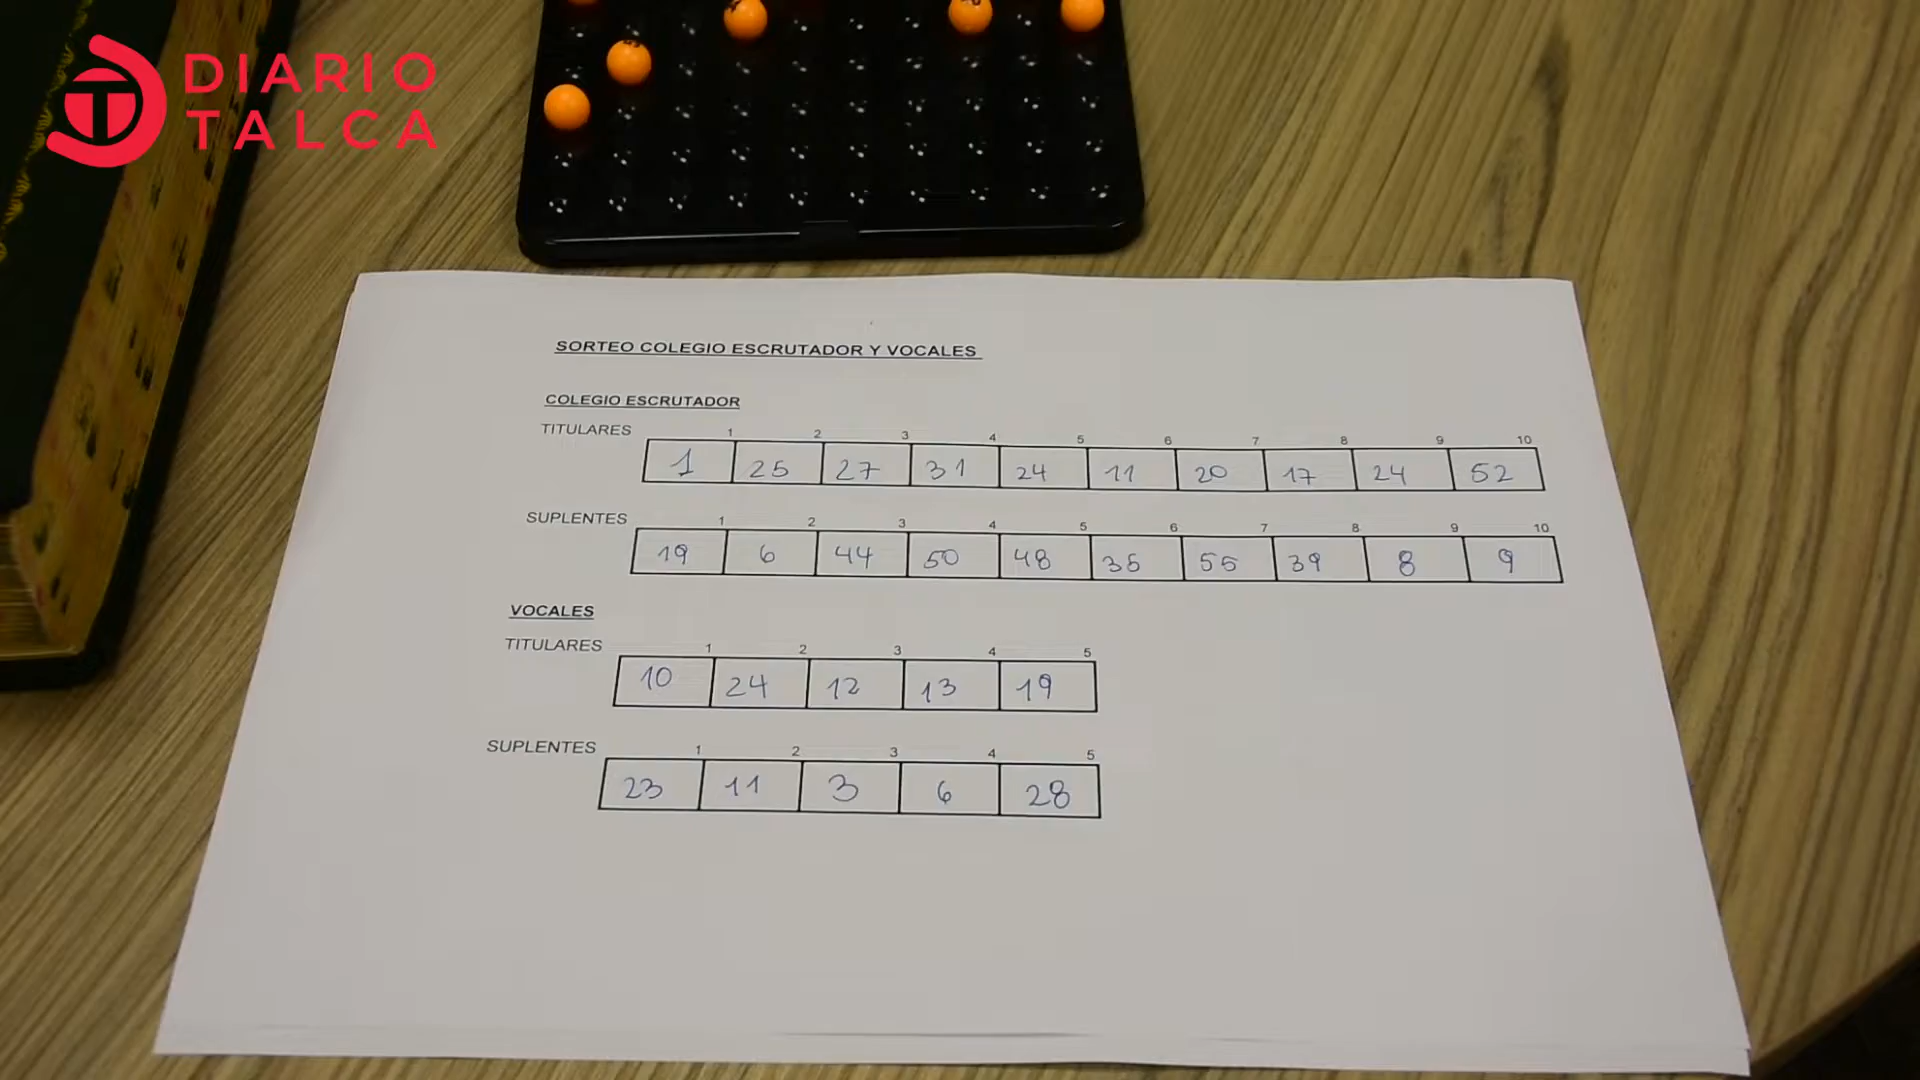 DIARIO
TALCA
SORTEO COLEGIO ESCRUTADOR Y VOCALES
COLEGIO ESCRUTADOR
TITULARES 1 2 3 4 5 6 7 8 9 10
1 25 27 31 24 11 20 17 24 52
SUPLENTES 1 2 3 4 5 6 7 8 9 10
19 6 44 50 48 35 55 39 8 9
VOCALES
TITULARES 1 2 3 4 5
10 24 12 13 19
SUPLENTES 1 2 3 4 5
23 11 3 6 28